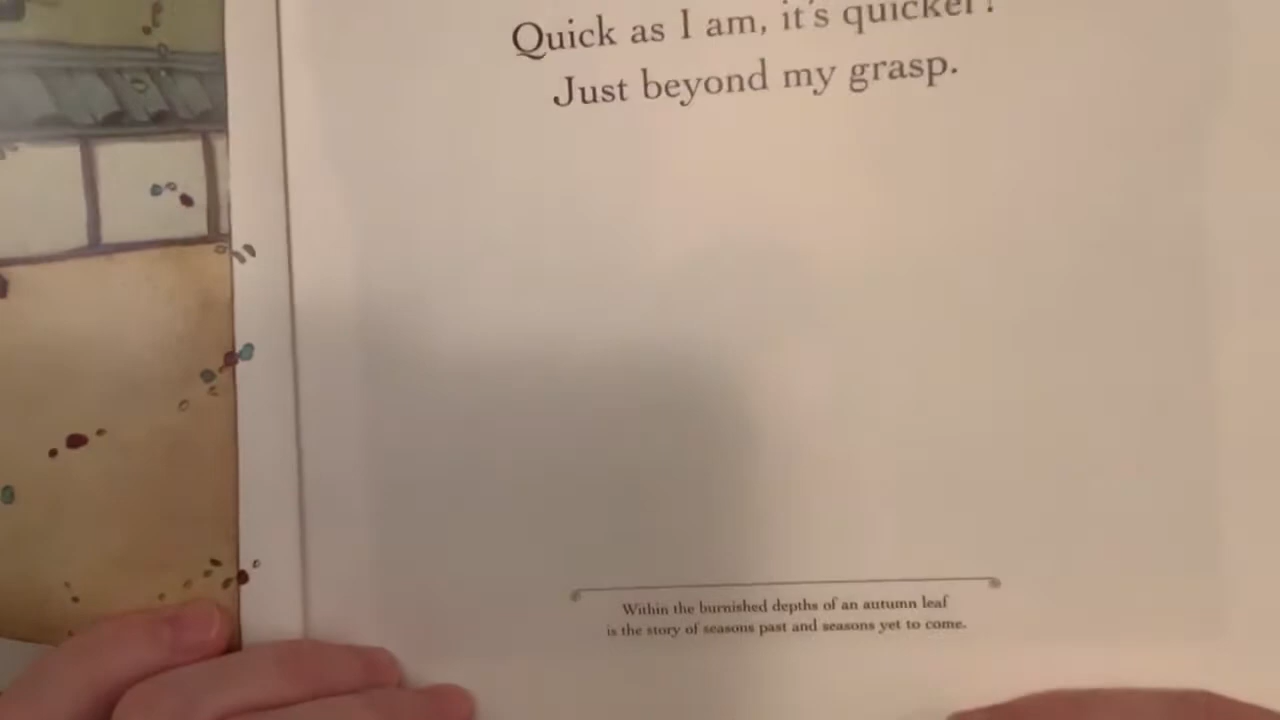 Quick as I am, it's quicker!
Just beyond my grasp.
Within the burnished depths of an autumn leaf
is the story of seasons past and seasons yet to come.